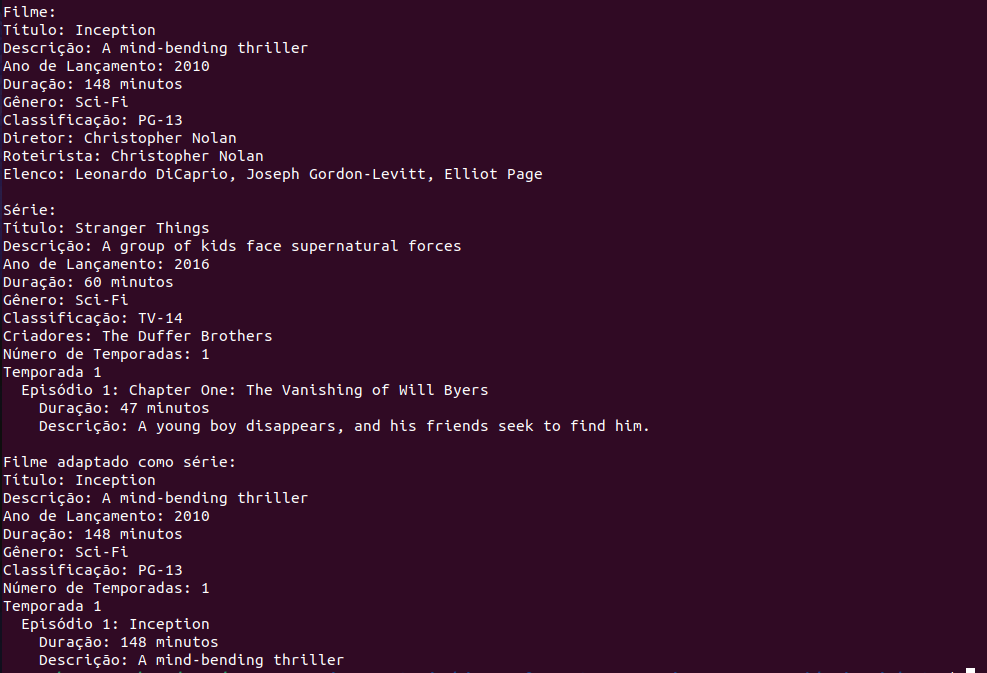 Filme:
Título: Inception
Descrição: A mind-bending thriller
Ano de Lançamento: 2010
Duração: 148 minutos
Gênero: Sci-Fi
Classificação: PG-13
Diretor: Christopher Nolan
Roteirista: Christopher Nolan
Elenco: Leonardo DiCaprio, Joseph Gordon-Levitt, Elliot Page

Série:
Título: Stranger Things
Descrição: A group of kids face supernatural forces
Ano de Lançamento: 2016
Duração: 60 minutos
Gênero: Sci-Fi
Classificação: TV-14
Criadores: The Duffer Brothers
Número de Temporadas: 1
Temporada 1
  Episódio 1: Chapter One: The Vanishing of Will Byers
    Duração: 47 minutos
    Descrição: A young boy disappears, and his friends seek to find him.

Filme adaptado como série:
Título: Inception
Descrição: A mind-bending thriller
Ano de Lançamento: 2010
Duração: 148 minutos
Gênero: Sci-Fi
Classificação: PG-13
Número de Temporadas: 1
Temporada 1
  Episódio 1: Inception
    Duração: 148 minutos
    Descrição: A mind-bending thriller